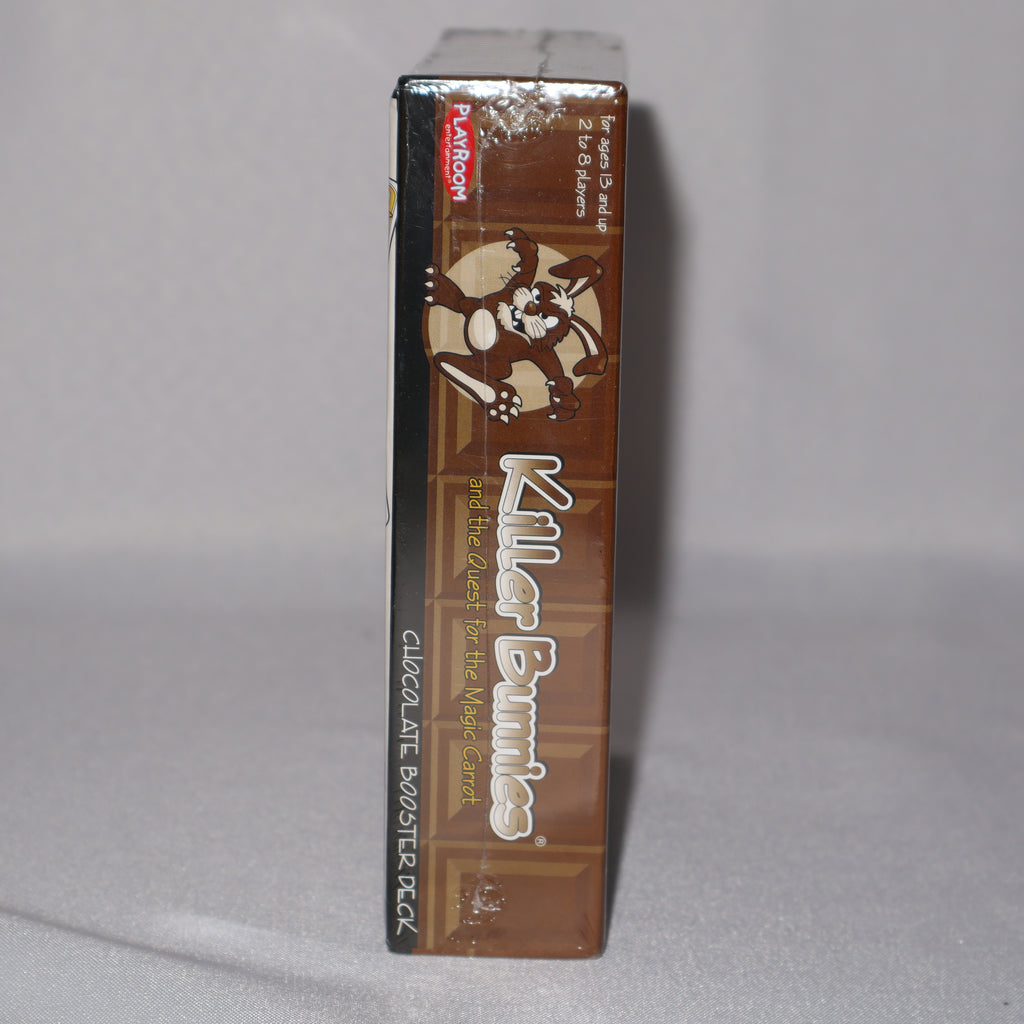 PLAYROOM
entertainment
for ages 13 and up
2 to 8 players
Killer Bunnies®
and the Quest for the Magic Carrot
CHOCOLATE BOOSTER DECK